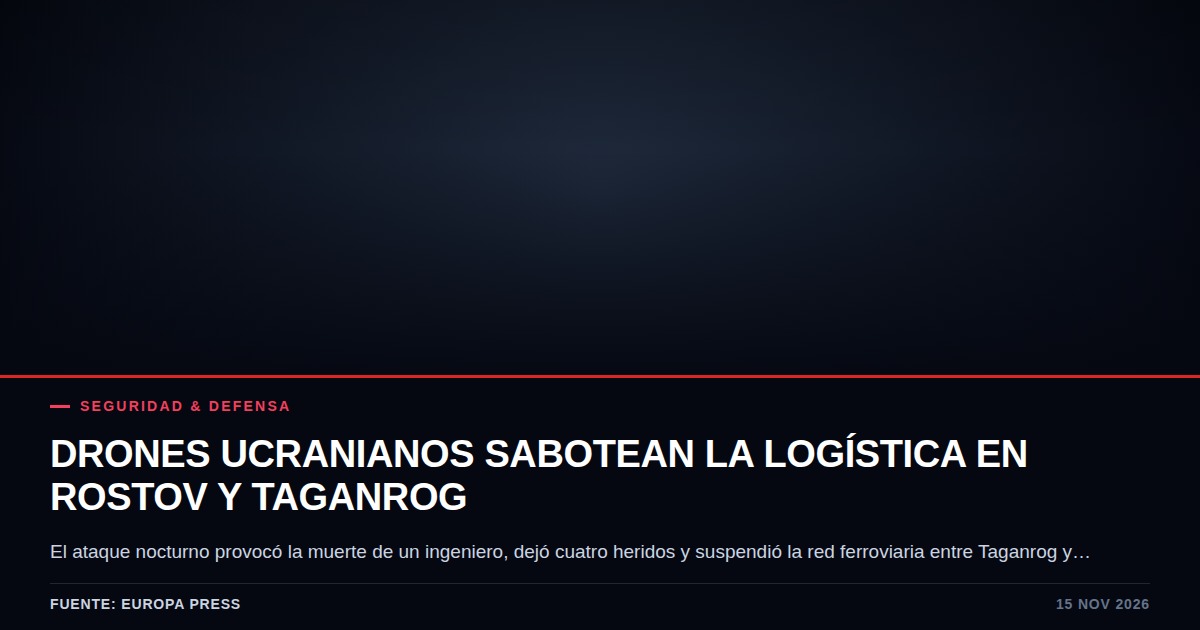 SEGURIDAD & DEFENSA
DRONES UCRANIANOS SABOTEAN LA LOGÍSTICA EN
ROSTOV Y TAGANROG
El ataque nocturno provocó la muerte de un ingeniero, dejó cuatro heridos y suspendió la red ferroviaria entre Taganrog y…
FUENTE: EUROPA PRESS
15 NOV 2026